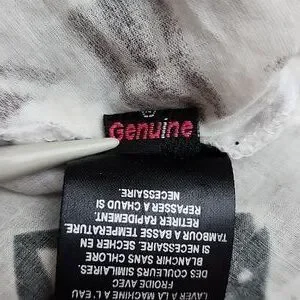 Genuine
LAVER A LA MACHINE A L'EAU
FROIDE AVEC
DES COULEURS SIMILAIRES.
BLANCHIR SANS CHLORE
SI NECESSAIRE, SECHER EN
TAMBOUR A BASSE TEMPERATURE.
RETIRER RAPIDEMENT.
REPASSER A CHAUD SI
NECESSAIRE.